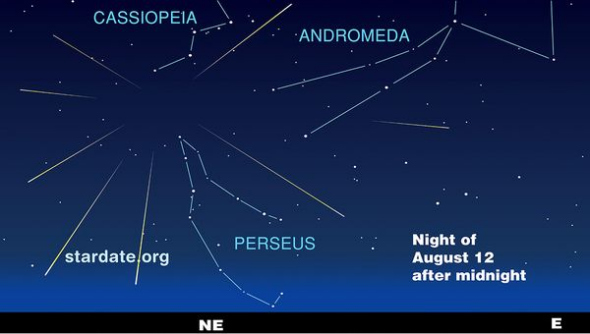 CASSIOPEIA
ANDROMEDA
PERSEUS
stardate.org
Night of
August 12
after midnight
NE
E